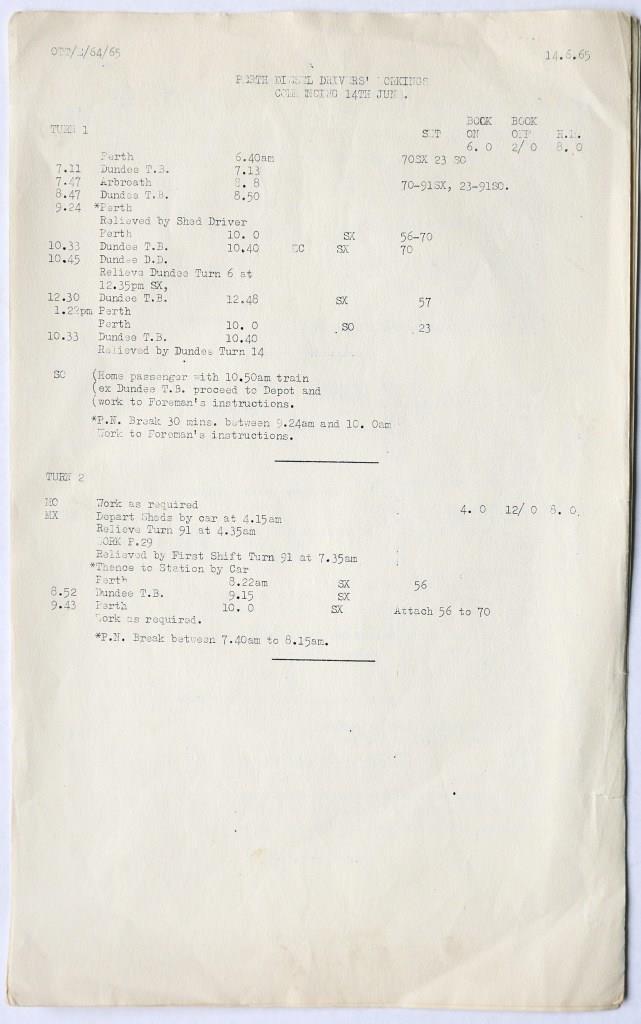 14.6.65
PERTH DIESEL DRIVERS' WORKINGS
COMMENCING 14TH JUNE.
BOOK BOOK
TURN 1 SET ON OFF H.M.
6. 0 2/ 0 8. 0
Perth 6.40am 70SX 23 SO
7.11 Dundee T.B. 7.13
7.47 Arbroath 8. 8 70-91SX, 23-91SO.
8.47 Dundee T.B. 8.50
9.24 *Perth
Relieved by Shed Driver
Perth 10. 0 SX 56-70
10.33 Dundee T.B. 10.40 SX 70
10.45 Dundee D.D.
Relieve Dundee Turn 6 at
12.35pm SX,
12.30 Dundee T.B. 12.48 SX 57
1.22pm Perth
Perth 10. 0 SO 23
10.33 Dundee T.B. 10.40
Relieved by Dundee Turn 14
SO (Home passenger with 10.50am train
(ex Dundee T.B. proceed to Depot and
(work to Foreman's instructions.
*P.N. Break 30 mins. between 9.24am and 10. 0am
Work to Foreman's instructions.
TURN 2
MO Work as required 4. 0 12/ 0 8. 0.
MX Depart Sheds by car at 4.15am
Relieve Turn 91 at 4.35am
WORK P.29
Relieved by First Shift Turn 91 at 7.35am
*Thence to Station by Car
Perth 8.22am SX 56
8.52 Dundee T.B. 9.15 SX
9.43 Perth 10. 0 SX Attach 56 to 70
Work as required.
*P.N. Break between 7.40am to 8.15am.